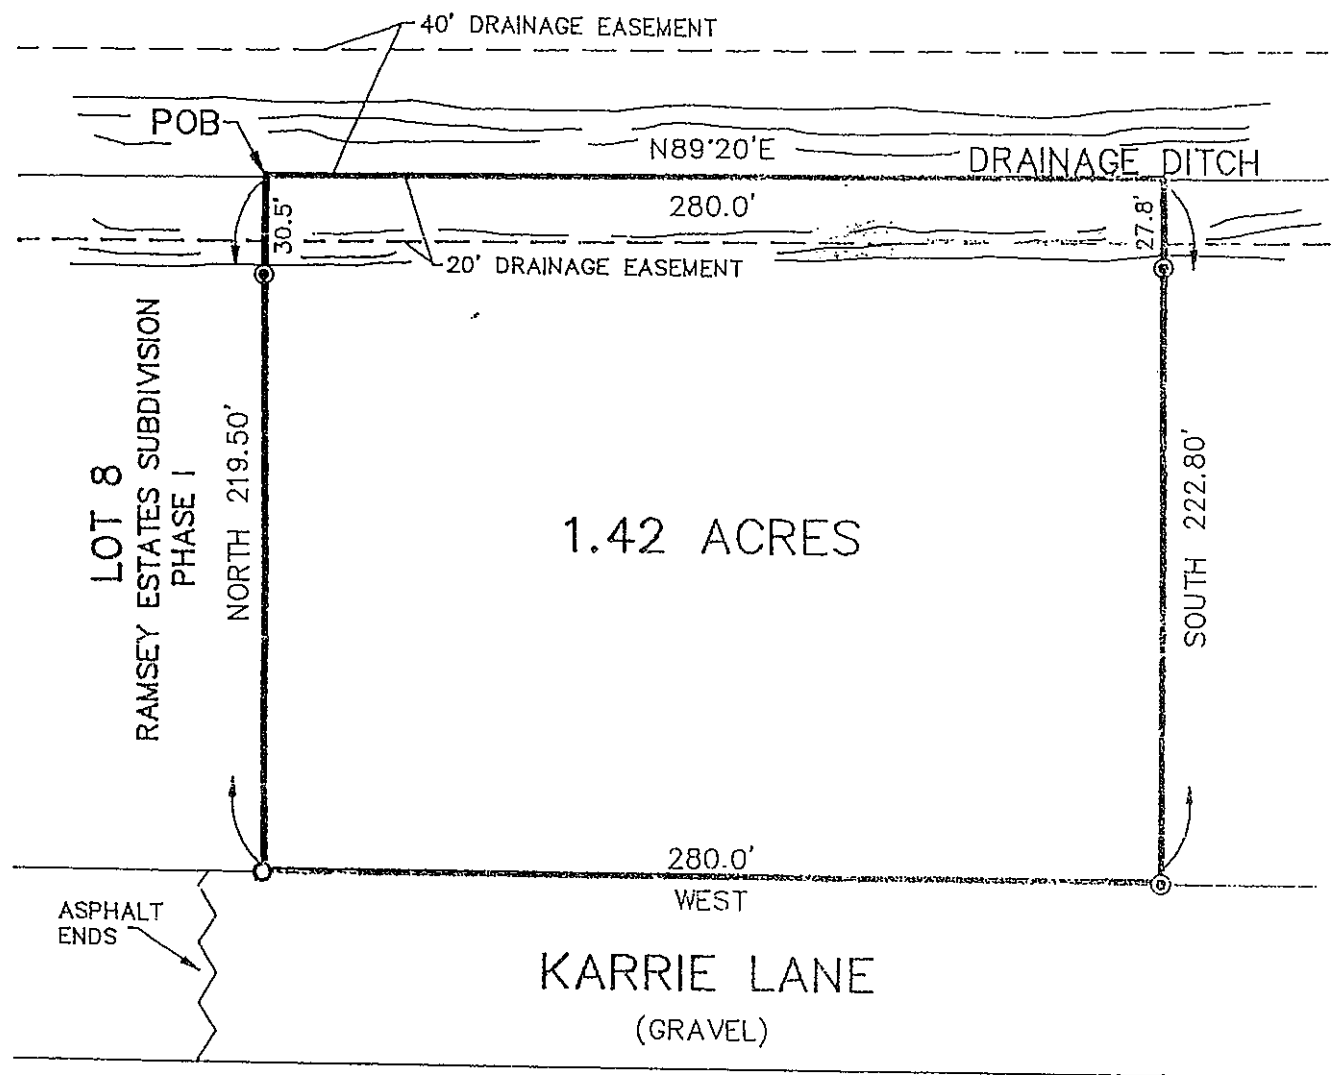 40' DRAINAGE EASEMENT
POB
N89°20'E
DRAINAGE DITCH
280.0'
30.5'
27.8'
20' DRAINAGE EASEMENT
LOT 8
RAMSEY ESTATES SUBDIVISION
PHASE I
NORTH 219.50'
1.42 ACRES
SOUTH 222.80'
280.0'
WEST
ASPHALT
ENDS
KARRIE LANE
(GRAVEL)